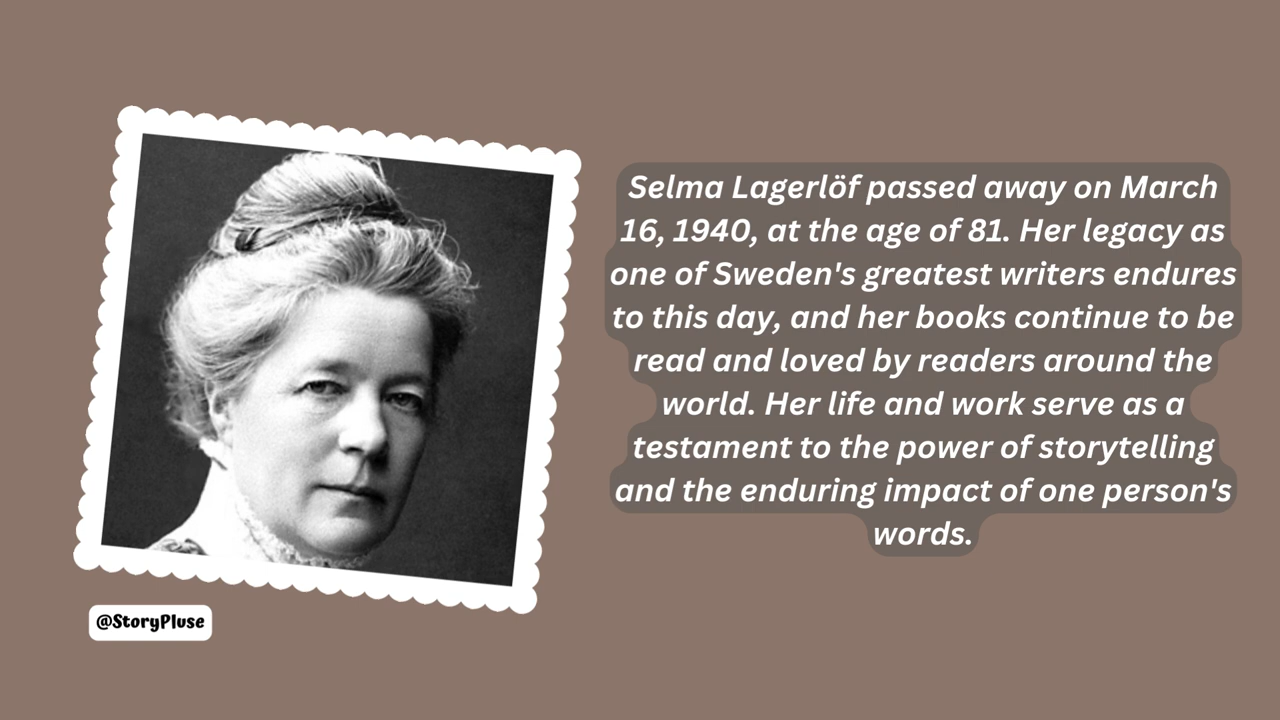 Selma Lagerlöf passed away on March
16, 1940, at the age of 81. Her legacy as
one of Sweden's greatest writers endures
to this day, and her books continue to be
read and loved by readers around the
world. Her life and work serve as a
testament to the power of storytelling
and the enduring impact of one person's
words.
@StoryPluse